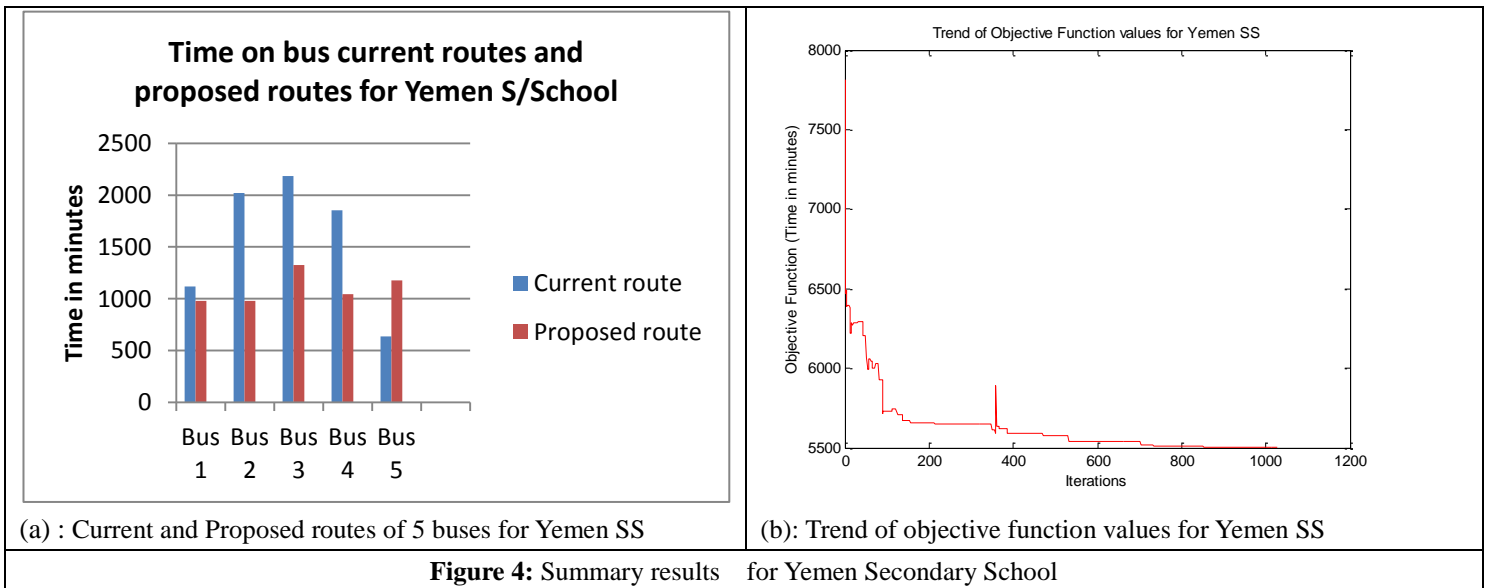 Time on bus current routes and
proposed routes for Yemen S/School
2500
2000
1500
1000
500
0
Time in minutes
Bus 1
Bus 2
Bus 3
Bus 4
Bus 5
Current route
Proposed route
(a) : Current and Proposed routes of 5 buses for Yemen SS
Trend of Objective Function values for Yemen SS
8000
7500
7000
6500
6000
5500
Objective Function (Time in minutes)
0 200 400 600 800 1000 1200
Iterations
(b): Trend of objective function values for Yemen SS
Figure 4: Summary results for Yemen Secondary School